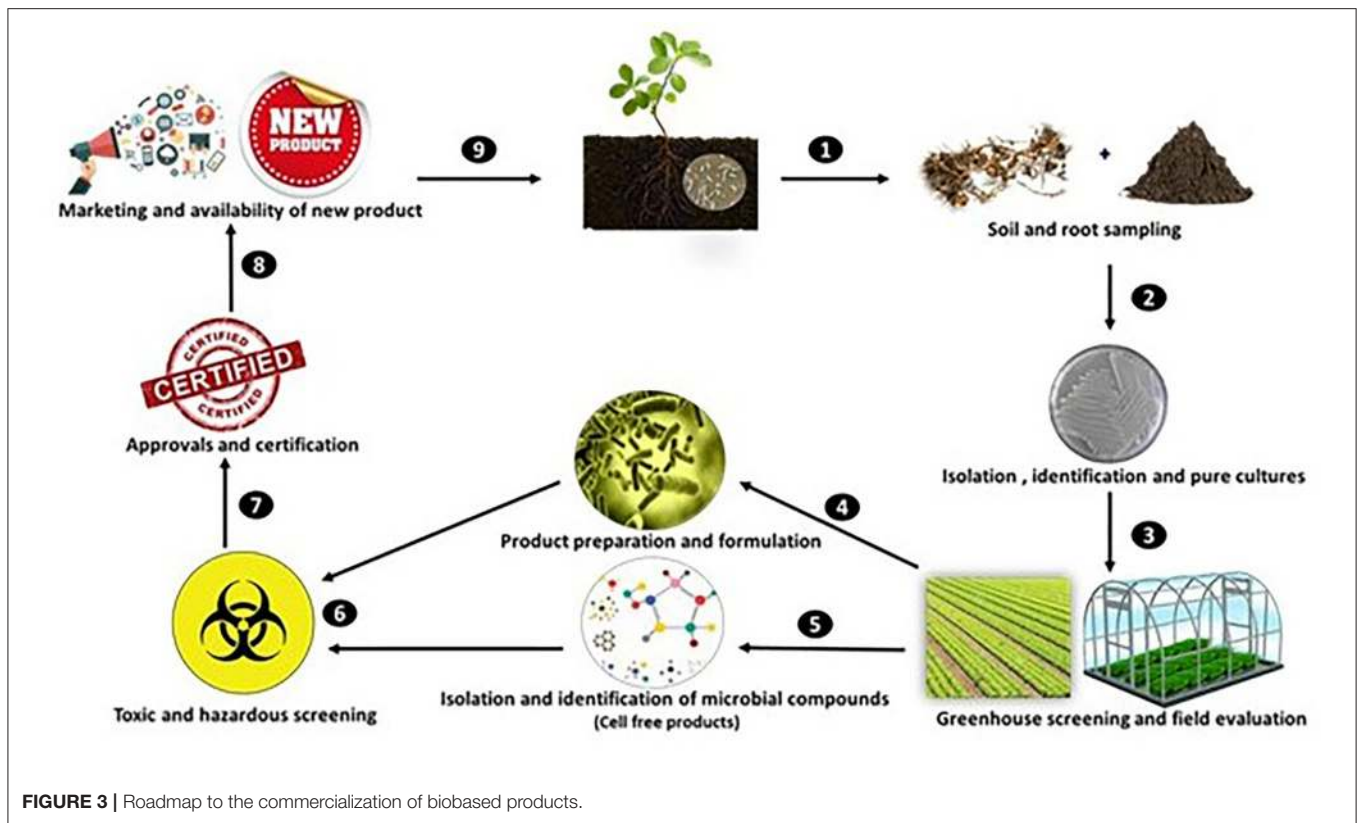 NEW
PRODUCT
9
1
+
Marketing and availability of new product
Soil and root sampling
8
2
CERTIFIED
CERTIFIED
CERTIFIED
Approvals and certification
Isolation , identification and pure cultures
7
4
3
Product preparation and formulation
6
5
Toxic and hazardous screening
Isolation and identification of microbial compounds
(Cell free products)
Greenhouse screening and field evaluation
FIGURE 3 | Roadmap to the commercialization of biobased products.